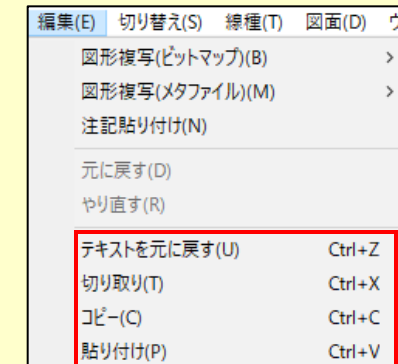 編集(E) 切り替え(S) 線種(T) 図面(D)
図形複写(ビットマップ)(B)
図形複写(メタファイル)(M)
注記貼り付け(N)
元に戻す(D)
やり直す(R)
テキストを元に戻す(U) Ctrl+Z
切り取り(T) Ctrl+X
コピー(C) Ctrl+C
貼り付け(P) Ctrl+V